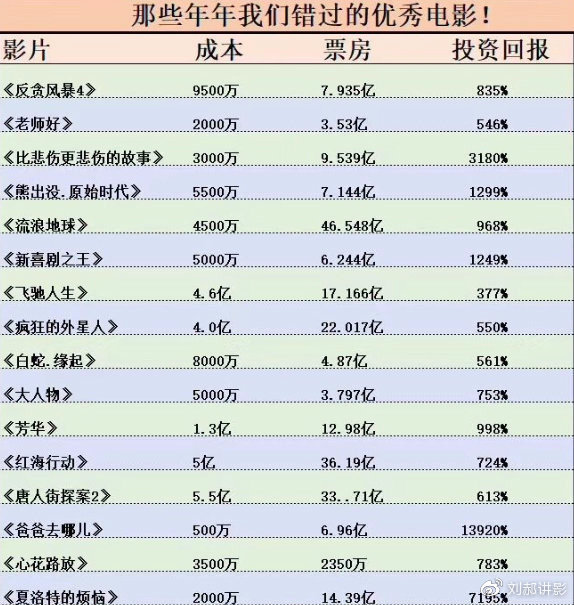 那些年年我们错过的优秀电影！
影片 成本 票房 投资回报
《反贪风暴4》 9500万 7.935亿 835%
《老师好》 2000万 3.53亿 546%
《比悲伤更悲伤的故事》 3000万 9.539亿 3180%
《熊出没.原始时代》 5500万 7.144亿 1299%
《流浪地球》 4500万 46.548亿 968%
《新喜剧之王》 5000万 6.244亿 1249%
《飞驰人生》 4.6亿 17.166亿 377%
《疯狂的外星人》 4.0亿 22.017亿 550%
《白蛇.缘起》 8000万 4.87亿 561%
《大人物》 5000万 3.797亿 753%
《芳华》 1.3亿 12.98亿 998%
《红海行动》 5亿 36.19亿 724%
《唐人街探案2》 5.5亿 33..71亿 613%
《爸爸去哪儿》 500万 6.96亿 13920%
《心花路放》 3500万 2350万 783%
《夏洛特的烦恼》 2000万 14.39亿 7195%
刘郝讲影